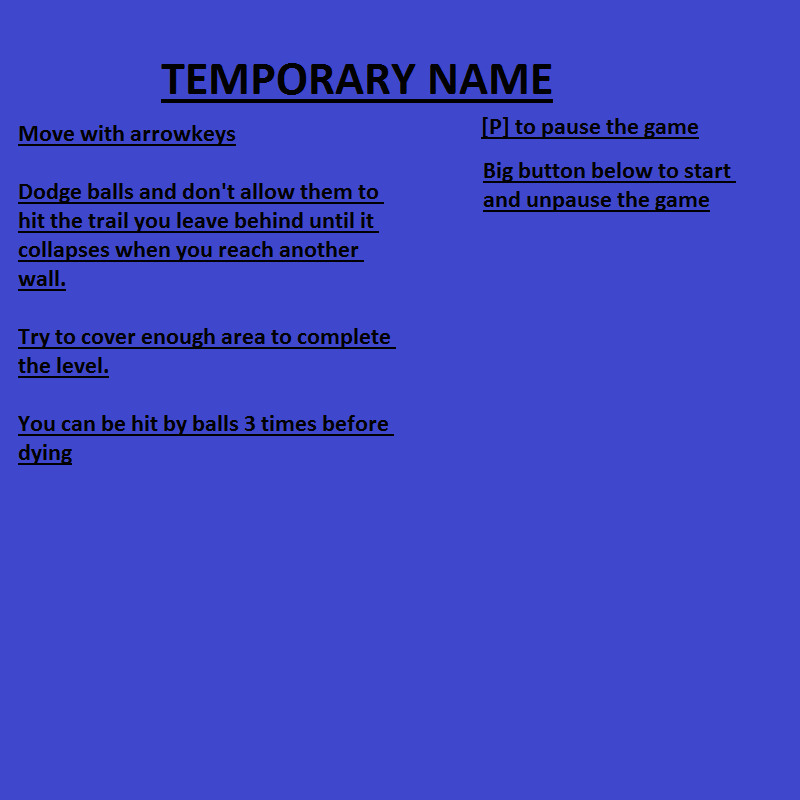 TEMPORARY NAME
Move with arrowkeys
Dodge balls and don't allow them to
hit the trail you leave behind until it
collapses when you reach another
wall.
Try to cover enough area to complete
the level.
You can be hit by balls 3 times before
dying
[P] to pause the game
Big button below to start
and unpause the game